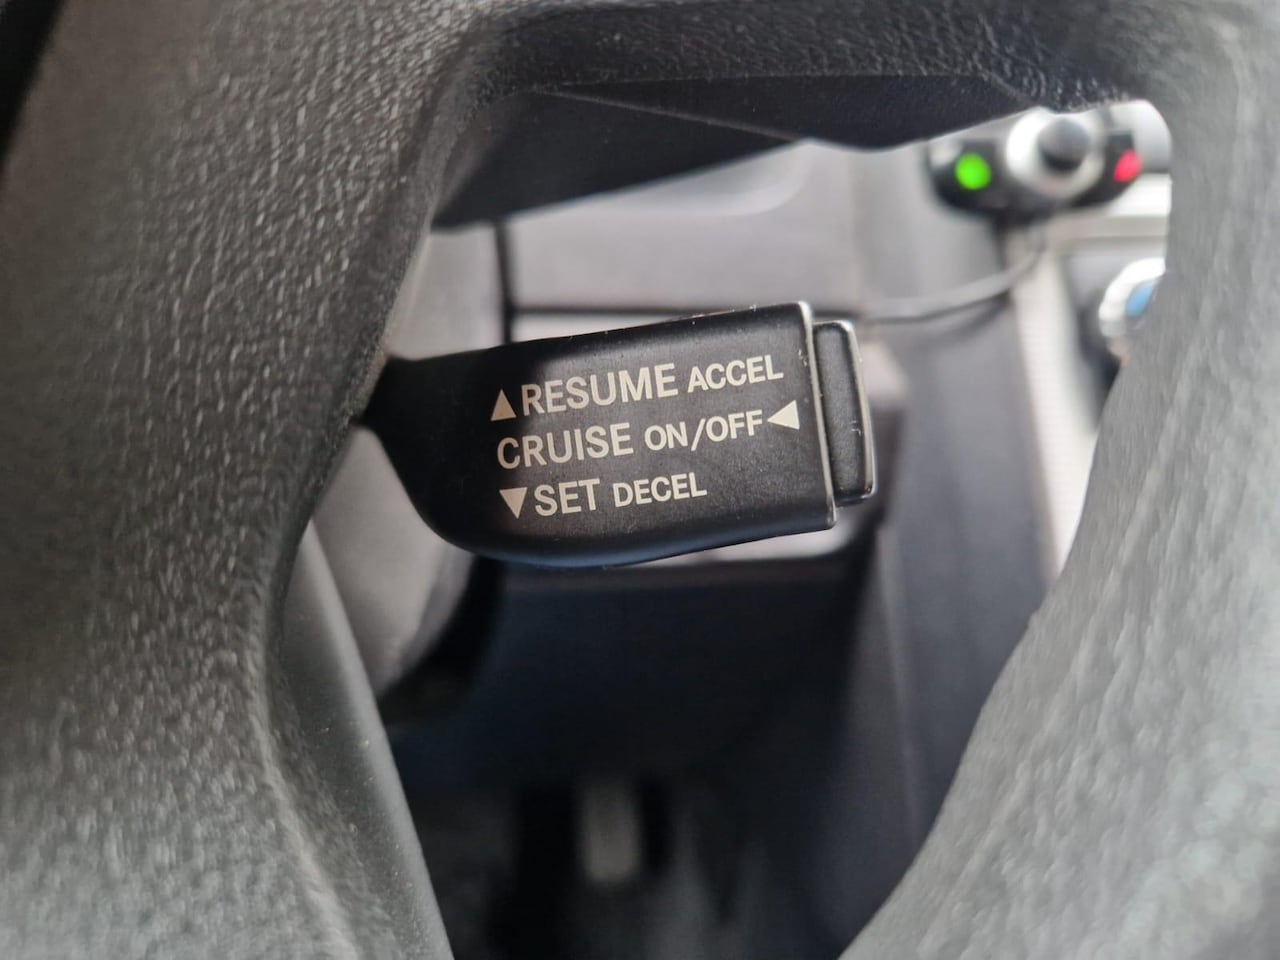 ▲RESUME ACCEL
CRUISE ON/OFF◀
▼SET DECEL